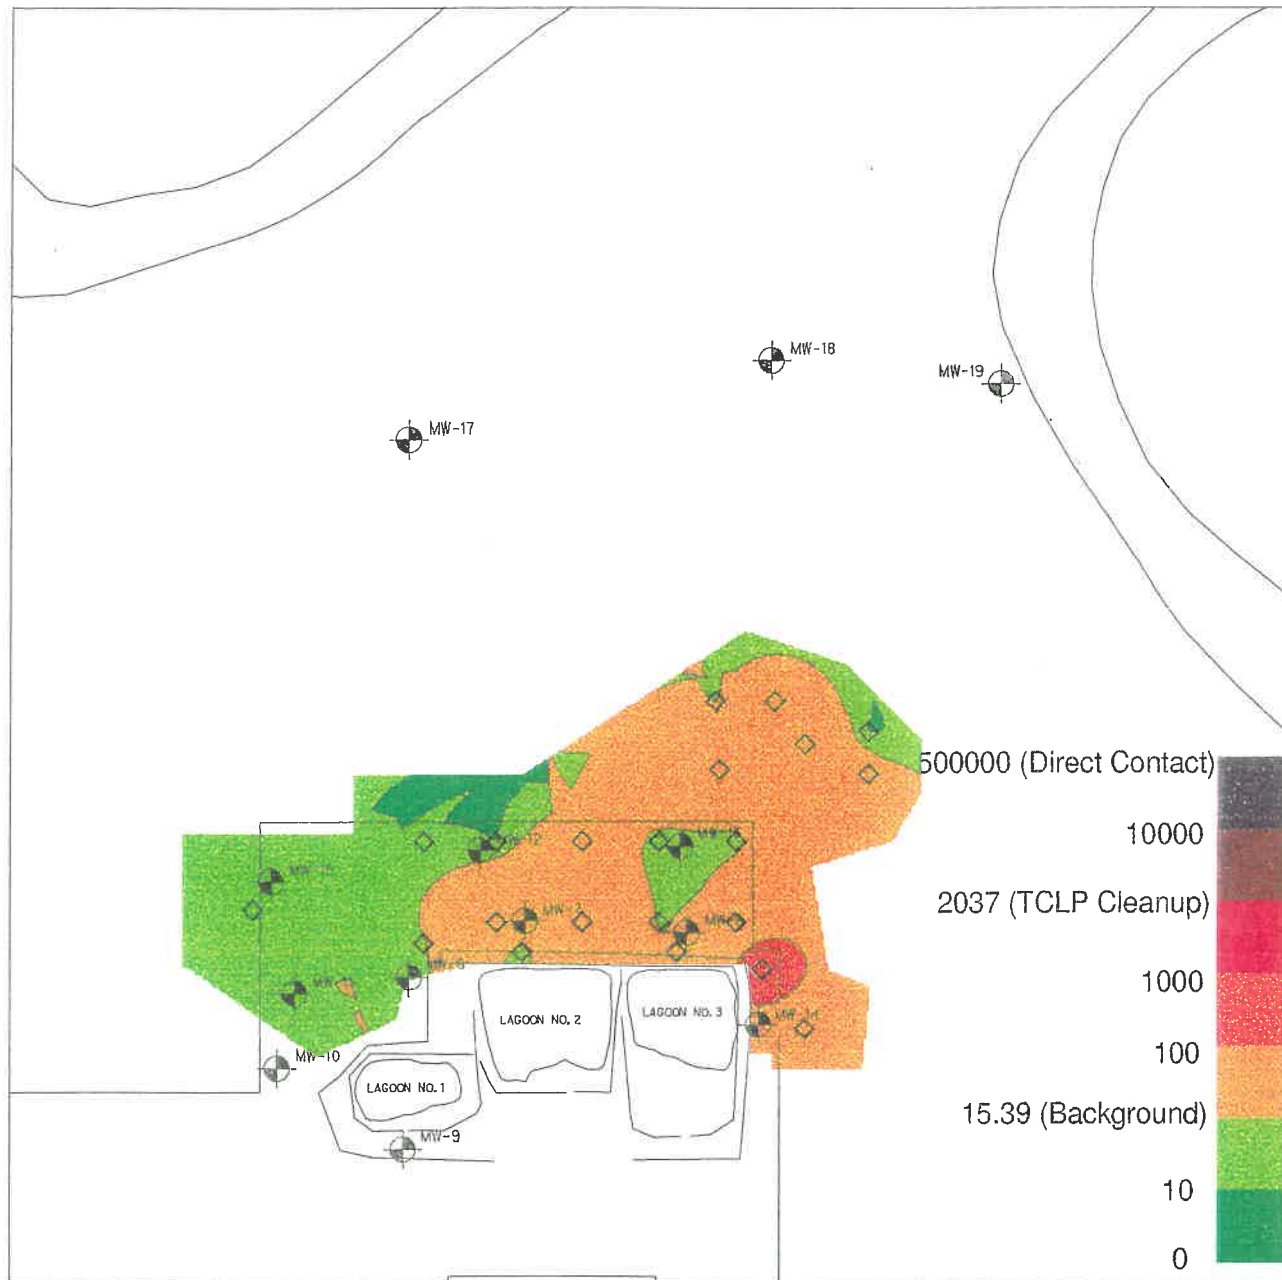 MW-18
MW-19
MW-17
500000 (Direct Contact)
10000
2037 (TCLP Cleanup)
1000
100
15.39 (Background)
10
0
LAGOON NO. 2
LAGOON NO. 3
MW-10
LAGOON NO. 1
MW-9